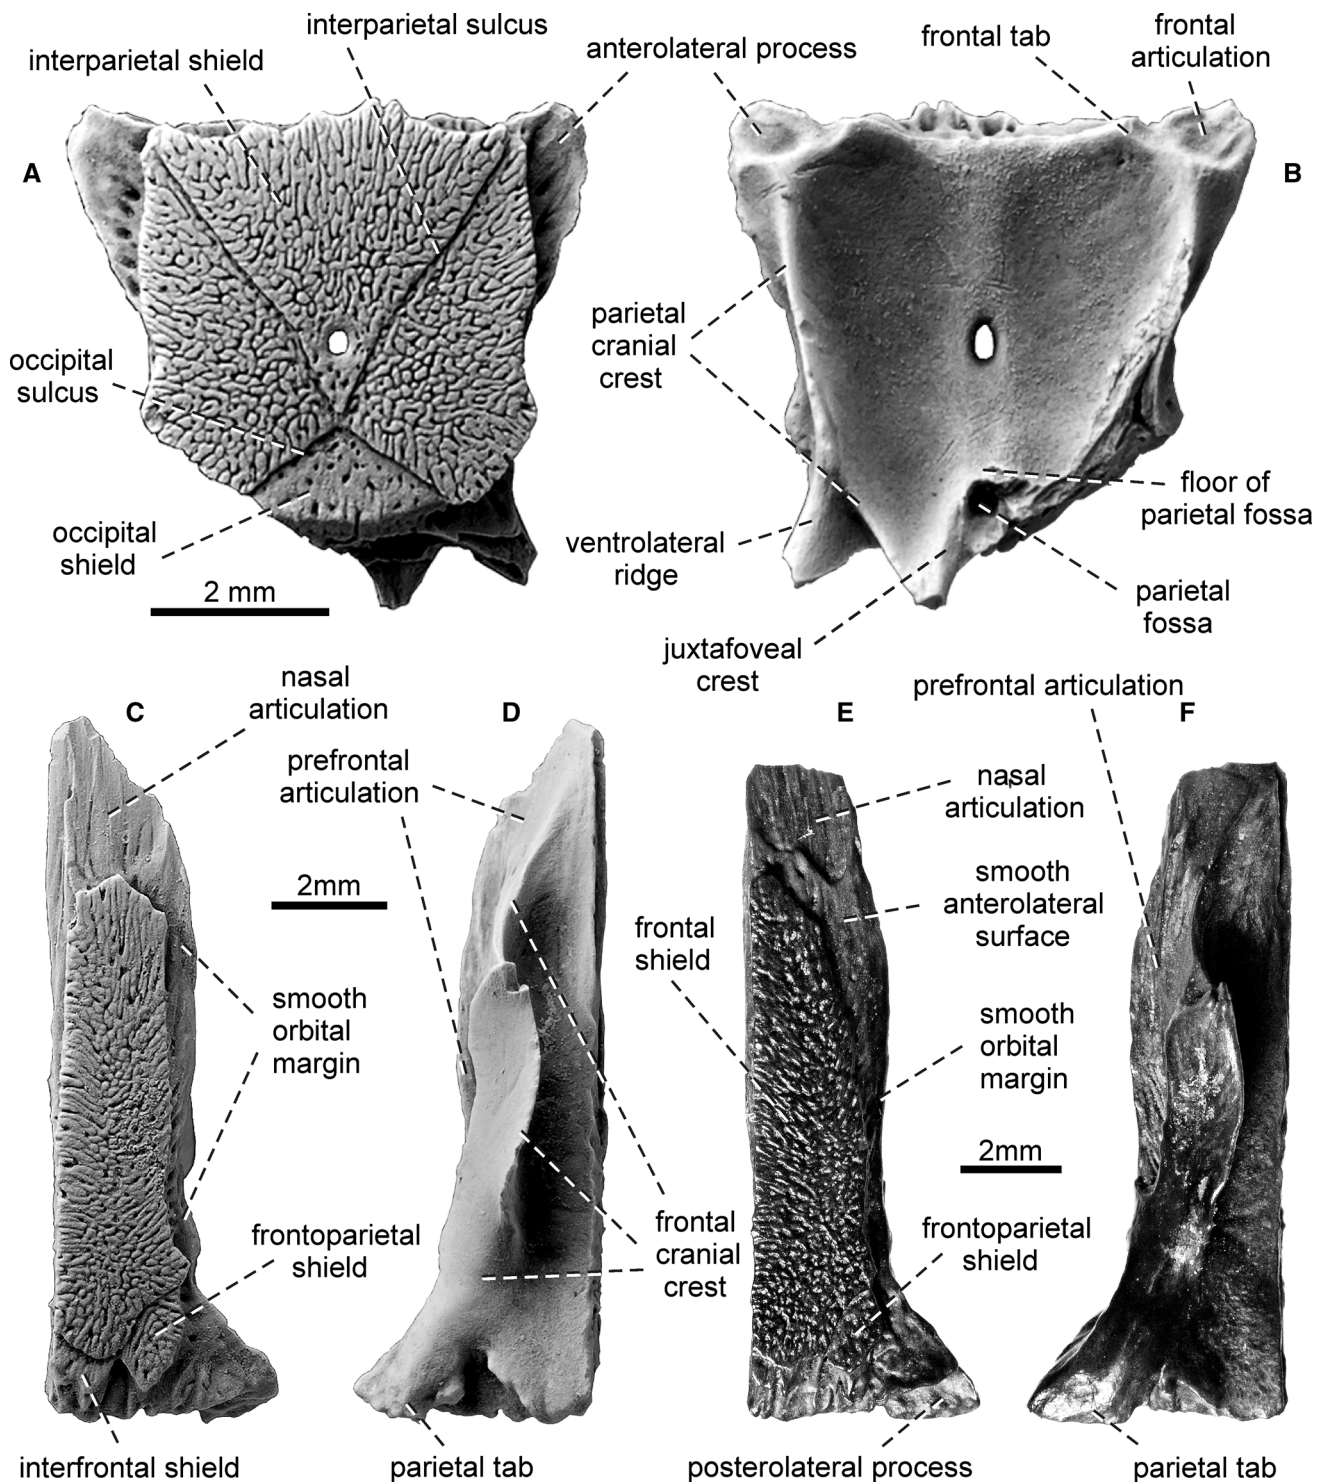 interparietal sulcus
interparietal shield
anterolateral process
frontal tab
frontal
articulation
A
B
parietal
cranial
crest
occipital
sulcus
occipital
shield
2 mm
ventrolateral
ridge
floor of
parietal fossa
parietal
fossa
juxtafoveal
crest
nasal
articulation
C
D
prefrontal
articulation
2mm
smooth
orbital
margin
frontoparietal
shield
frontal
cranial
crest
interfrontal shield
parietal tab
prefrontal articulation
E
F
nasal
articulation
smooth
anterolateral
surface
frontal
shield
smooth
orbital
margin
2mm
frontoparietal
shield
posterolateral process
parietal tab